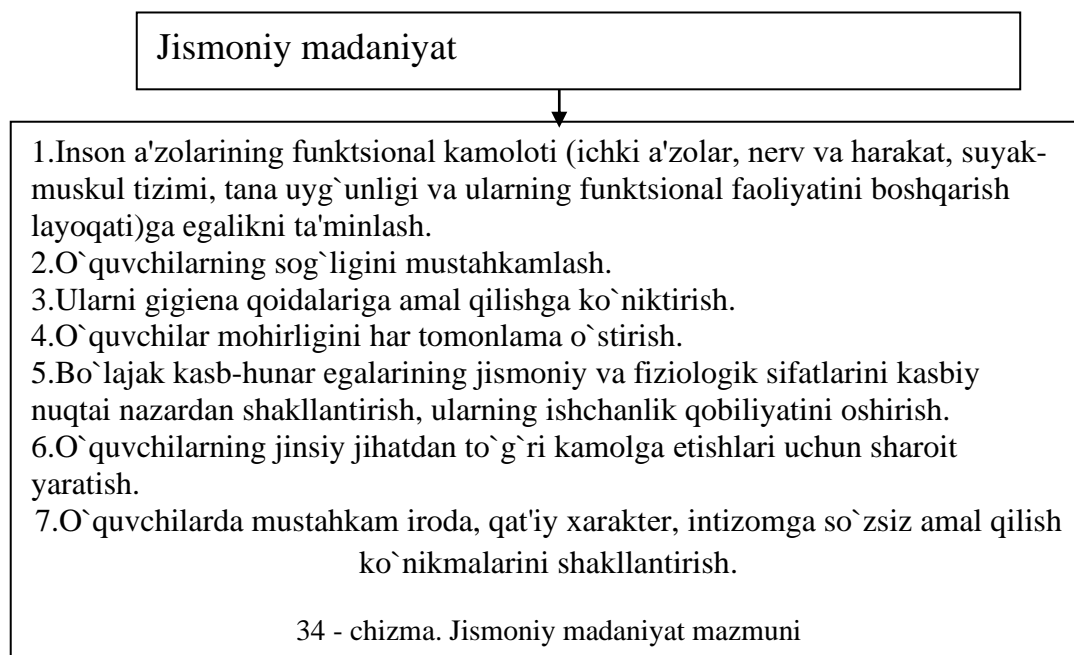 Jismoniy madaniyat
1.Inson a'zolarining funktsional kamoloti (ichki a'zolar, nerv va harakat, suyak-
muskul tizimi, tana uyg`unligi va ularning funktsional faoliyatini boshqarish
layoqati)ga egalikni ta'minlash.
2.O`quvchilarning sog`ligini mustahkamlash.
3.Ularni gigiena qoidalariga amal qilishga ko`niktirish.
4.O`quvchilar mohirligini har tomonlama o`stirish.
5.Bo`lajak kasb-hunar egalarining jismoniy va fiziologik sifatlarini kasbiy
nuqtai nazardan shakllantirish, ularning ishchanlik qobiliyatini oshirish.
6.O`quvchilarning jinsiy jihatdan to`g`ri kamolga etishlari uchun sharoit
yaratish.
7.O`quvchilarda mustahkam iroda, qat'iy xarakter, intizomga so`zsiz amal qilish
ko`nikmalarini shakllantirish.
34 - chizma. Jismoniy madaniyat mazmuni